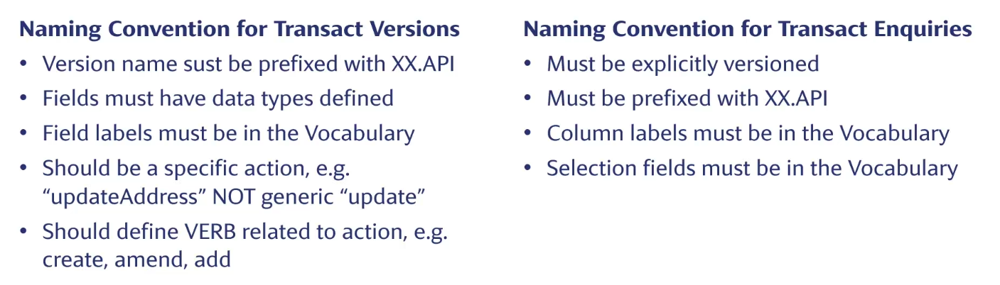 Naming Convention for Transact Versions
• Version name sust be prefixed with XX.API
• Fields must have data types defined
• Field labels must be in the Vocabulary
• Should be a specific action, e.g.
“updateAddress” NOT generic “update”
• Should define VERB related to action, e.g.
create, amend, add
Naming Convention for Transact Enquiries
• Must be explicitly versioned
• Must be prefixed with XX.API
• Column labels must be in the Vocabulary
• Selection fields must be in the Vocabulary